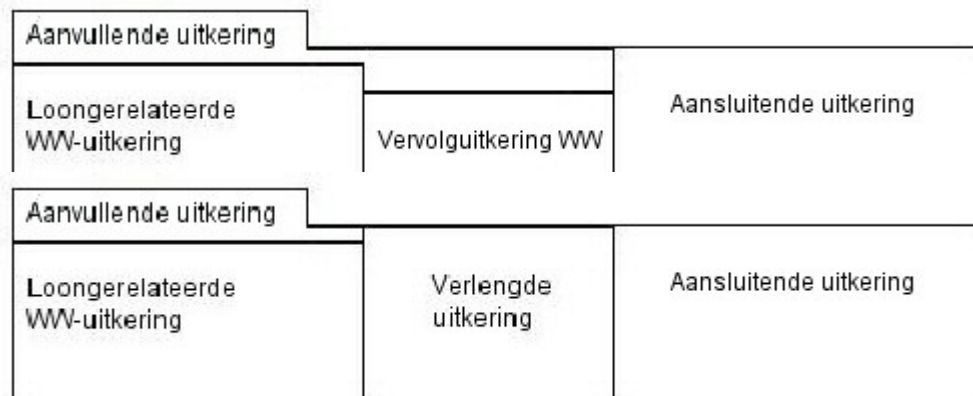 Aanvullende uitkering
Loongerelateerde
WW-uitkering
Vervolguitkering WW
Aansluitende uitkering
Aanvullende uitkering
Loongerelateerde
WW-uitkering
Verlengde
uitkering
Aansluitende uitkering